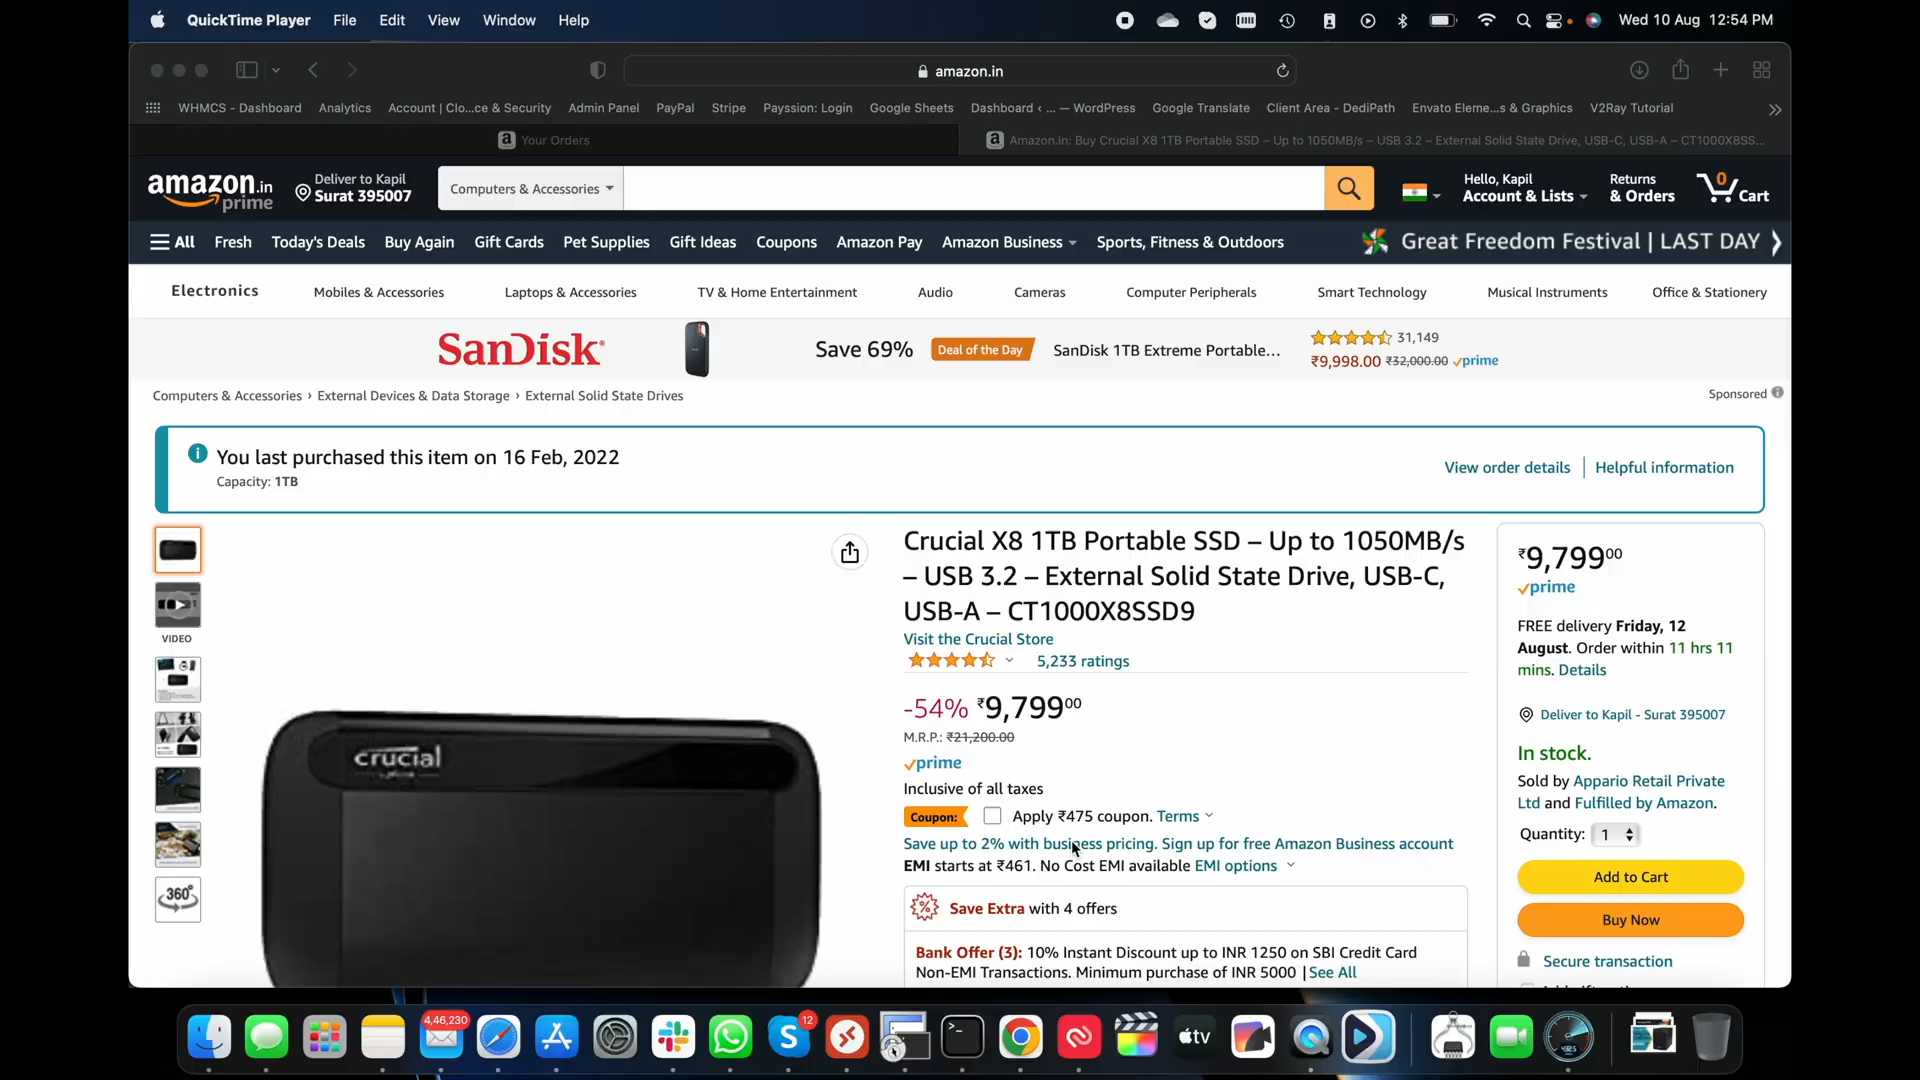 QuickTime Player File Edit View Window Help Wed 10 Aug 12:54 PM
amazon.in
WHMCS - Dashboard Analytics Account | Clo...ce & Security Admin Panel PayPal Stripe Payssion: Login Google Sheets Dashboard ‹ ... — WordPress Google Translate Client Area - DediPath Envato Eleme...s & Graphics V2Ray Tutorial
Your Orders Amazon.in: Buy Crucial X8 1TB Portable SSD – Up to 1050MB/s – USB 3.2 – External Solid State Drive, USB-C, USB-A – CT1000X8SS...
amazon.in prime Deliver to Kapil Surat 395007 Computers & Accessories Hello, Kapil Account & Lists Returns & Orders 0 Cart
All Fresh Today's Deals Buy Again Gift Cards Pet Supplies Gift Ideas Coupons Amazon Pay Amazon Business Sports, Fitness & Outdoors Great Freedom Festival | LAST DAY
Electronics Mobiles & Accessories Laptops & Accessories TV & Home Entertainment Audio Cameras Computer Peripherals Smart Technology Musical Instruments Office & Stationery
SanDisk Save 69% Deal of the Day SanDisk 1TB Extreme Portable... 31,149
₹9,998.00 ₹32,000.00 prime
Computers & Accessories › External Devices & Data Storage › External Solid State Drives Sponsored
You last purchased this item on 16 Feb, 2022
Capacity: 1TB
View order details | Helpful information
VIDEO
360°
crucial
Crucial X8 1TB Portable SSD – Up to 1050MB/s
– USB 3.2 – External Solid State Drive, USB-C,
USB-A – CT1000X8SSD9
Visit the Crucial Store
5,233 ratings
-54% ₹9,799.00
M.R.P.: ₹21,200.00
prime
Inclusive of all taxes
Coupon: Apply ₹475 coupon. Terms
Save up to 2% with business pricing. Sign up for free Amazon Business account
EMI starts at ₹461. No Cost EMI available EMI options
Save Extra with 4 offers
Bank Offer (3): 10% Instant Discount up to INR 1250 on SBI Credit Card
Non-EMI Transactions. Minimum purchase of INR 5000 | See All
₹9,799.00
prime
FREE delivery Friday, 12
August. Order within 11 hrs 11
mins. Details
Deliver to Kapil - Surat 395007
In stock.
Sold by Appario Retail Private
Ltd and Fulfilled by Amazon.
Quantity: 1
Add to Cart
Buy Now
Secure transaction
4,46,230
12
tv